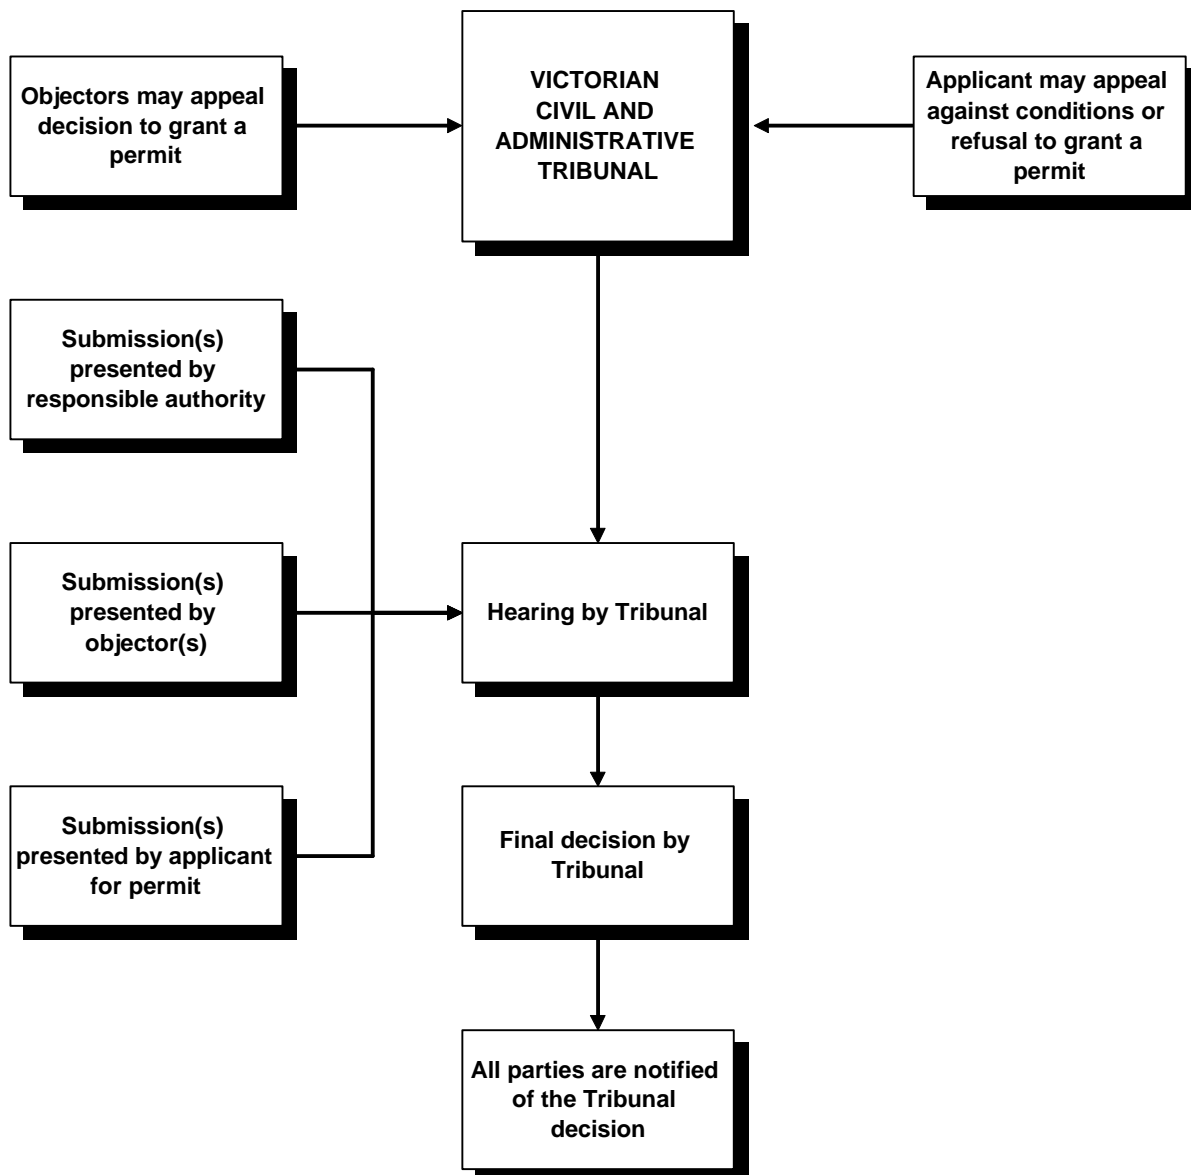 Objectors may appeal
decision to grant a
permit
VICTORIAN
CIVIL AND
ADMINISTRATIVE
TRIBUNAL
Applicant may appeal
against conditions or
refusal to grant a
permit
Submission(s)
presented by
responsible authority
Submission(s)
presented by
objector(s)
Hearing by Tribunal
Submission(s)
presented by applicant
for permit
Final decision by
Tribunal
All parties are notified
of the Tribunal
decision